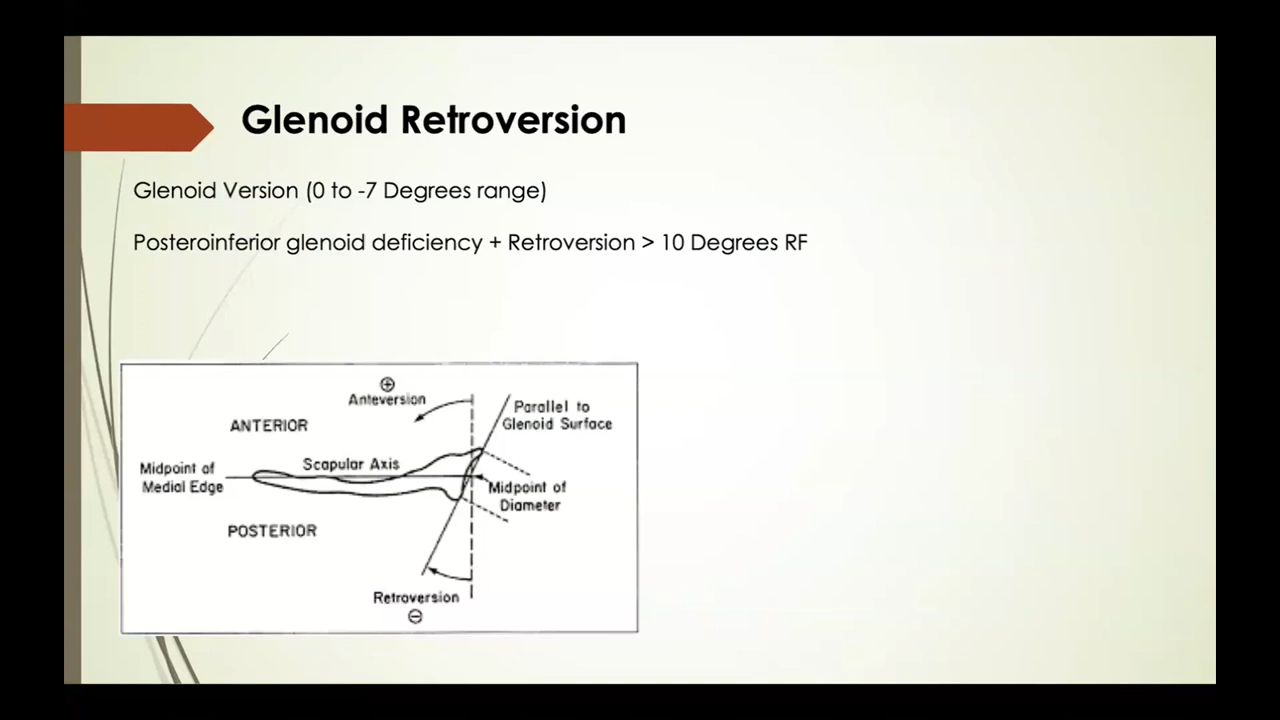 Glenoid Retroversion
Glenoid Version (0 to -7 Degrees range)
Posteroinferior glenoid deficiency + Retroversion > 10 Degrees RF
⊕
Anteversion
Parallel to
Glenoid Surface
ANTERIOR
Midpoint of
Medial Edge
Scapular Axis
Midpoint of
Diameter
POSTERIOR
Retroversion
⊖